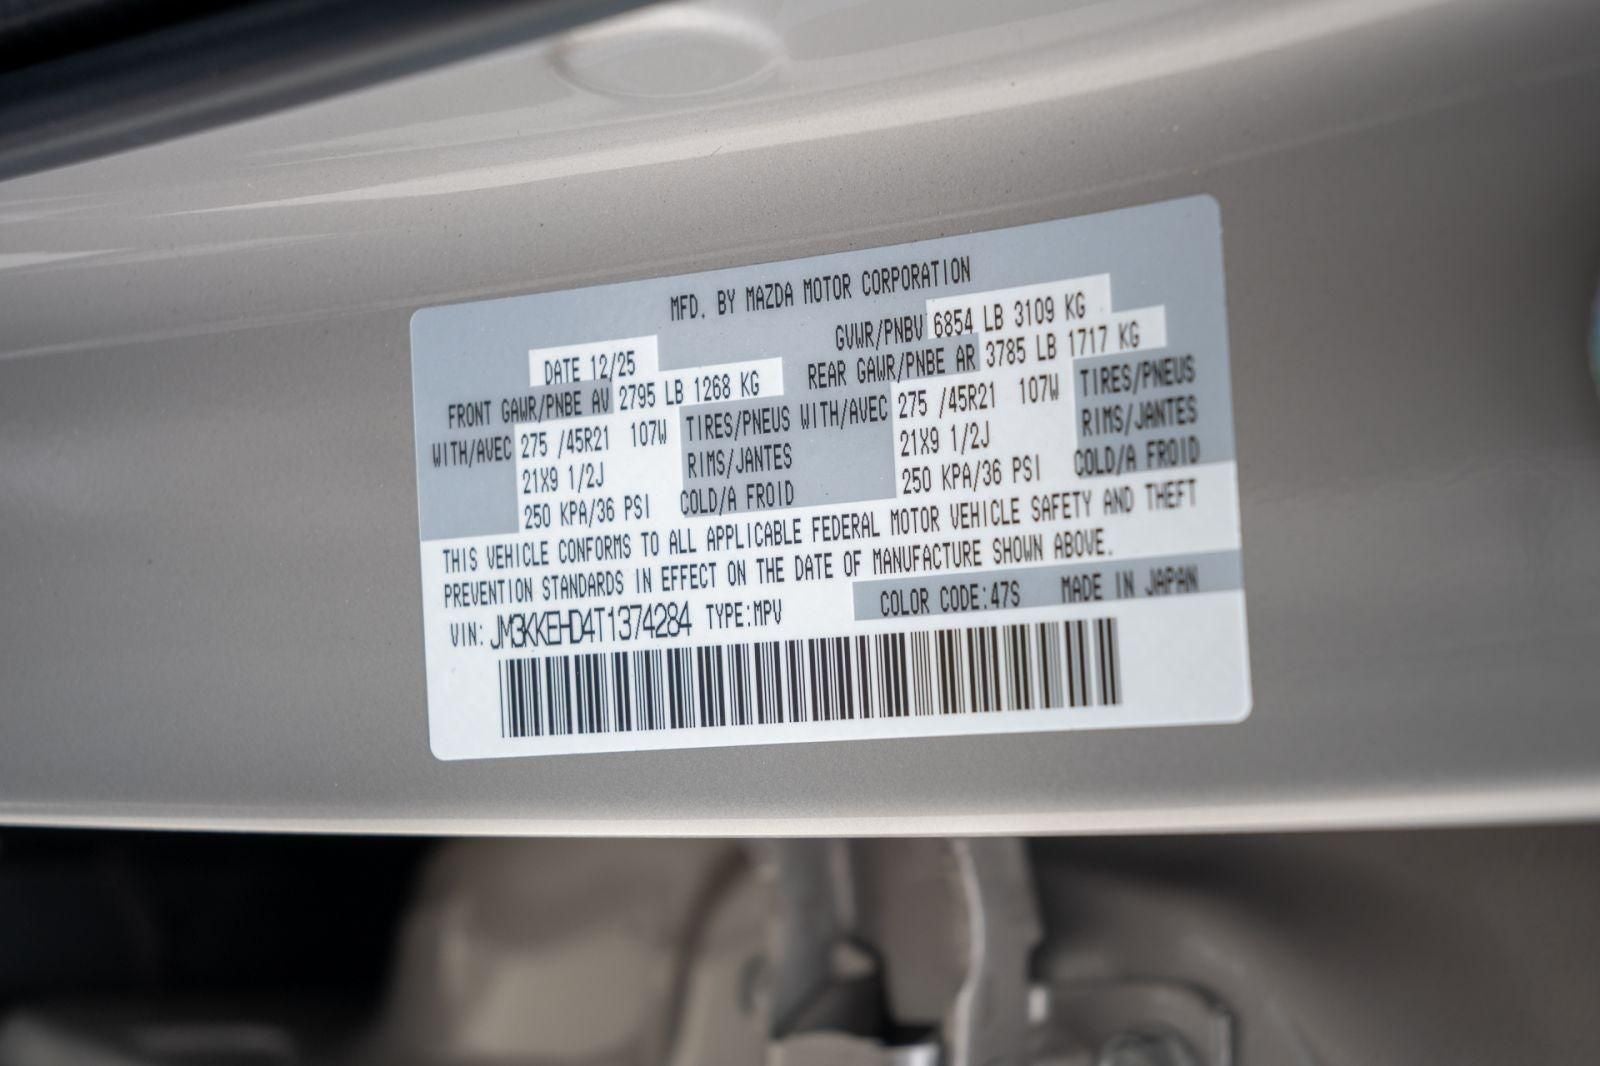 MFD. BY MAZDA MOTOR CORPORATION
DATE 12/25 GVWR/PNBV 6854 LB 3109 KG
FRONT GAWR/PNBE AV 2795 LB 1268 KG REAR GAWR/PNBE AR 3785 LB 1717 KG
WITH/AVEC 275 /45R21 107W TIRES/PNEUS WITH/AVEC 275 /45R21 107W TIRES/PNEUS
21X9 1/2J RIMS/JANTES 21X9 1/2J RIMS/JANTES
250 KPA/36 PSI COLD/A FROID 250 KPA/36 PSI COLD/A FROID
THIS VEHICLE CONFORMS TO ALL APPLICABLE FEDERAL MOTOR VEHICLE SAFETY AND THEFT
PREVENTION STANDARDS IN EFFECT ON THE DATE OF MANUFACTURE SHOWN ABOVE.
VIN: JM3KKEHD4T1374284 TYPE:MPV COLOR CODE:47S MADE IN JAPAN